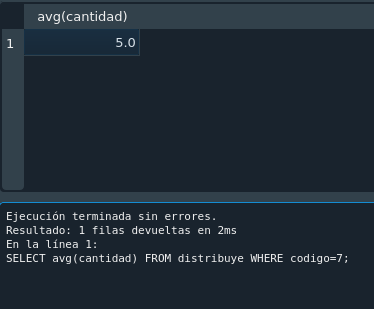 avg(cantidad)
1 5.0
Ejecución terminada sin errores.
Resultado: 1 filas devueltas en 2ms
En la línea 1:
SELECT avg(cantidad) FROM distribuye WHERE codigo=7;